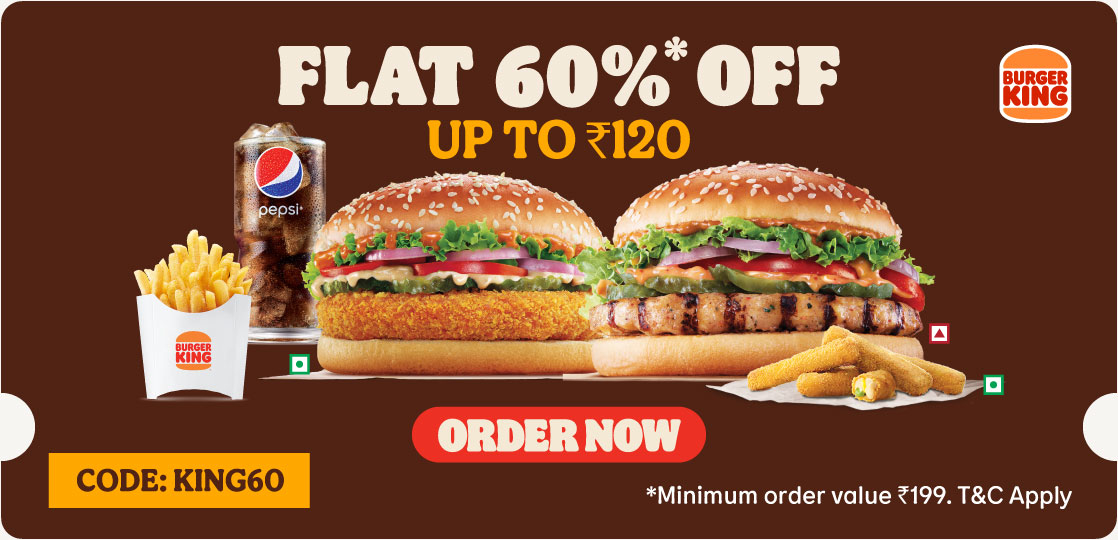 FLAT 60%* OFF
UP TO ₹120
BURGER
KING
pepsi
BURGER
KING
ORDER NOW
CODE: KING60
*Minimum order value ₹199. T&C Apply